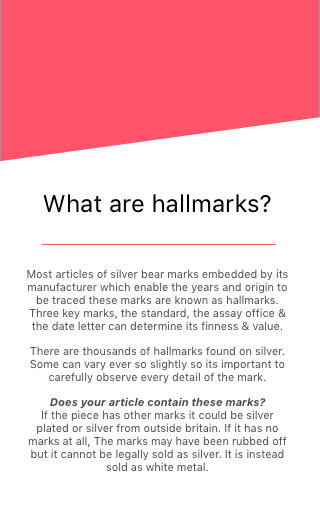 What are hallmarks?
Most articles of silver bear marks embedded by its
manufacturer which enable the years and origin to
be traced these marks are known as hallmarks.
Three key marks, the standard, the assay office &
the date letter can determine its finness & value.
There are thousands of hallmarks found on silver.
Some can vary ever so slightly so its important to
carefully observe every detail of the mark.
Does your article contain these marks?
If the piece has other marks it could be silver
plated or silver from outside britain. If it has no
marks at all, The marks may have been rubbed off
but it cannot be legally sold as silver. It is instead
sold as white metal.